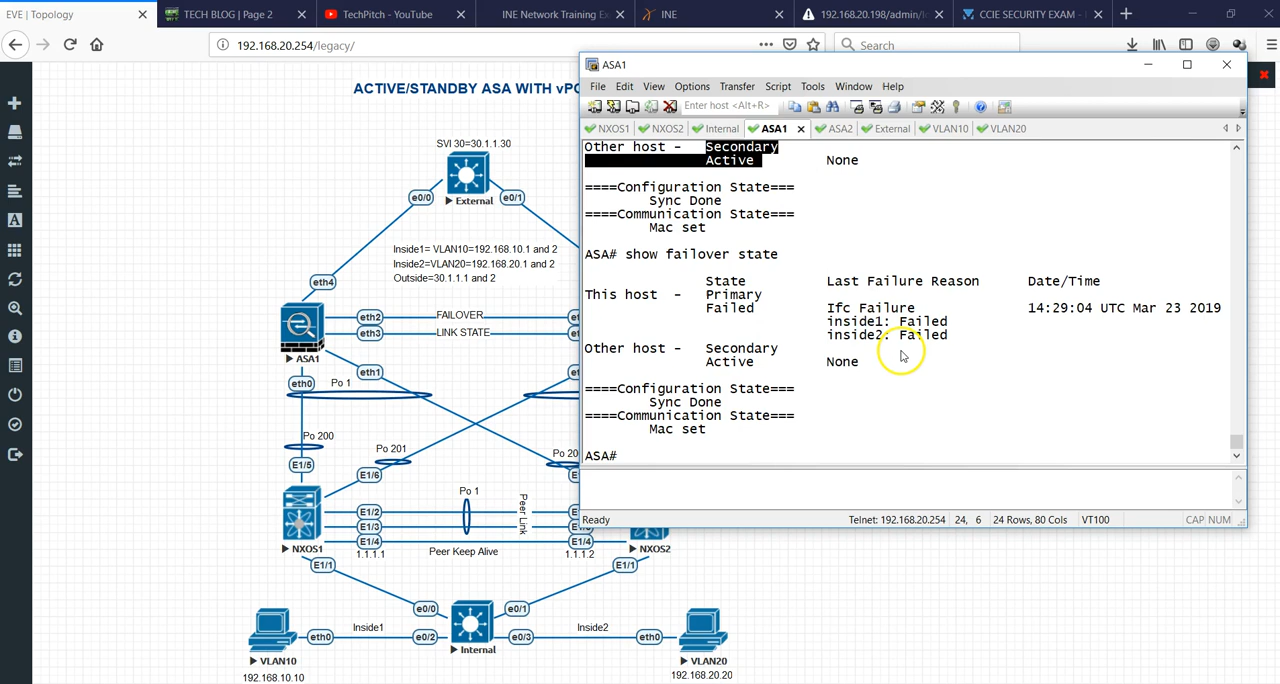 EVE | Topology
TECH BLOG | Page 2
TechPitch - YouTube
INE Network Training Ex
INE
192.168.20.198/admin/l
CCIE SECURITY EXAM -
192.168.20.254/legacy/
Search
ACTIVE/STANDBY ASA WITH vPC
SVI 30=30.1.1.30
e0/0
External
e0/1
Inside1= VLAN10=192.168.10.1 and 2
Inside2=VLAN20=192.168.20.1 and 2
Outside=30.1.1.1 and 2
eth4
eth2
FAILOVER
eth3
LINK STATE
ASA1
eth1
eth0
Po 1
Po 200
Po 201
Po 20
E1/5
E1/6
Po 1
E1/2
E1/3
E1/4
Peer Link
E1/4
NXOS1
1.1.1.1
Peer Keep Alive
1.1.1.2
NXOS2
E1/1
E1/1
e0/0
e0/1
eth0
Inside1
e0/2
e0/3
Inside2
eth0
Internal
VLAN10
VLAN20
192.168.10.10
192.168.20.20
ASA1
File Edit View Options Transfer Script Tools Window Help
Enter host <Alt+R>
NXOS1 NXOS2 Internal ASA1 ASA2 External VLAN10 VLAN20
Other host - Secondary
Active None
====Configuration State===
Sync Done
====Communication State===
Mac set
ASA# show failover state
State Last Failure Reason Date/Time
This host - Primary
Failed Ifc Failure 14:29:04 UTC Mar 23 2019
inside1: Failed
inside2: Failed
Other host - Secondary
Active None
====Configuration State===
Sync Done
====Communication State===
Mac set
ASA#
Ready
Telnet: 192.168.20.254
24, 6
24 Rows, 80 Cols
VT100
CAP NUM